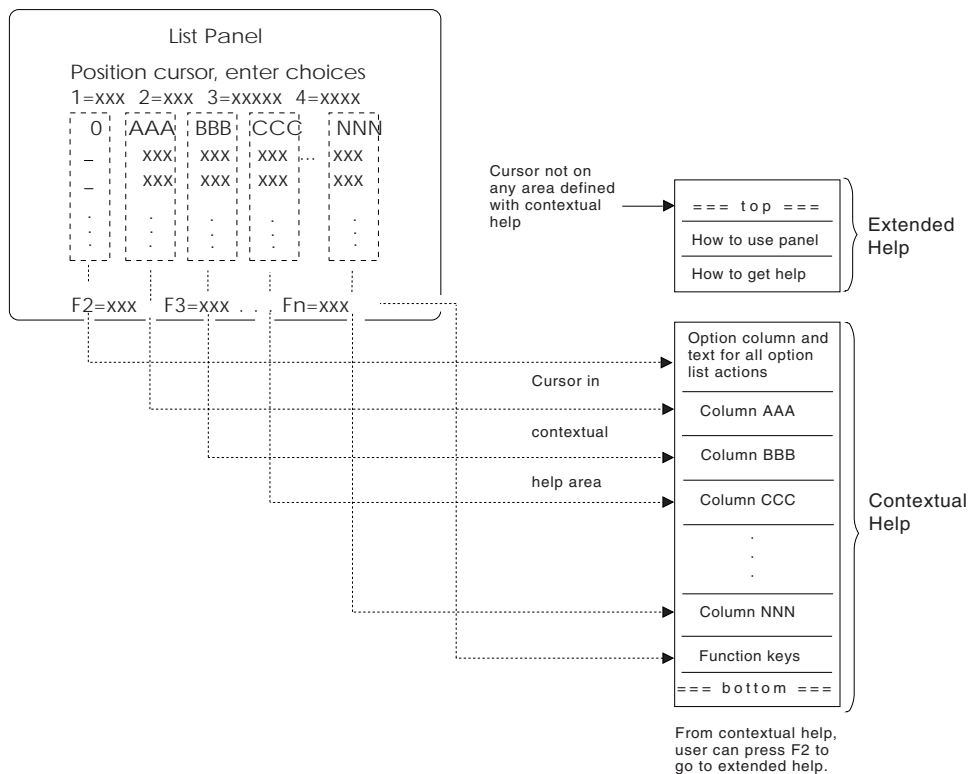 List Panel
Position cursor, enter choices
1=xxx 2=xxx 3=xxxxx 4=xxxx
0 AAA BBB CCC NNN
_ xxx xxx xxx ... xxx
_ xxx xxx xxx xxx
. . . . .
. . . . .
. . . . .
F2=xxx F3=xxx . . Fn=xxx
Cursor not on
any area defined
with contextual
help
=== top ===
How to use panel
How to get help
Extended
Help
Cursor in
contextual
help area
Option column and
text for all option
list actions
Column AAA
Column BBB
Column CCC
.
.
.
Column NNN
Function keys
=== bottom ===
Contextual
Help
From contextual help,
user can press F2 to
go to extended help.